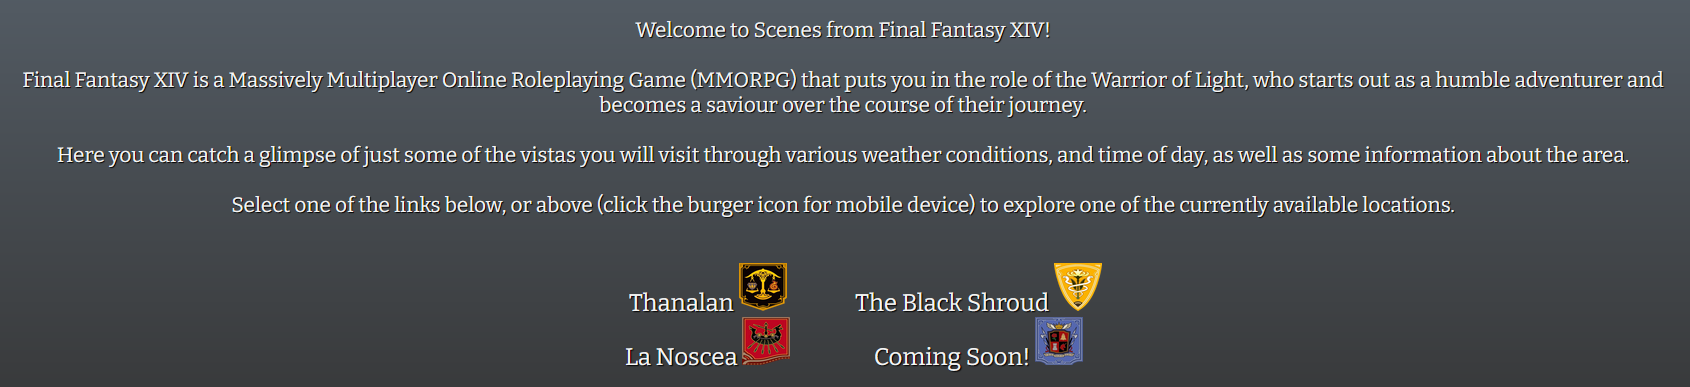 Welcome to Scenes from Final Fantasy XIV!
Final Fantasy XIV is a Massively Multiplayer Online Roleplaying Game (MMORPG) that puts you in the role of the Warrior of Light, who starts out as a humble adventurer and
becomes a saviour over the course of their journey.
Here you can catch a glimpse of just some of the vistas you will visit through various weather conditions, and time of day, as well as some information about the area.
Select one of the links below, or above (click the burger icon for mobile device) to explore one of the currently available locations.
Thanalan The Black Shroud
La Noscea Coming Soon!